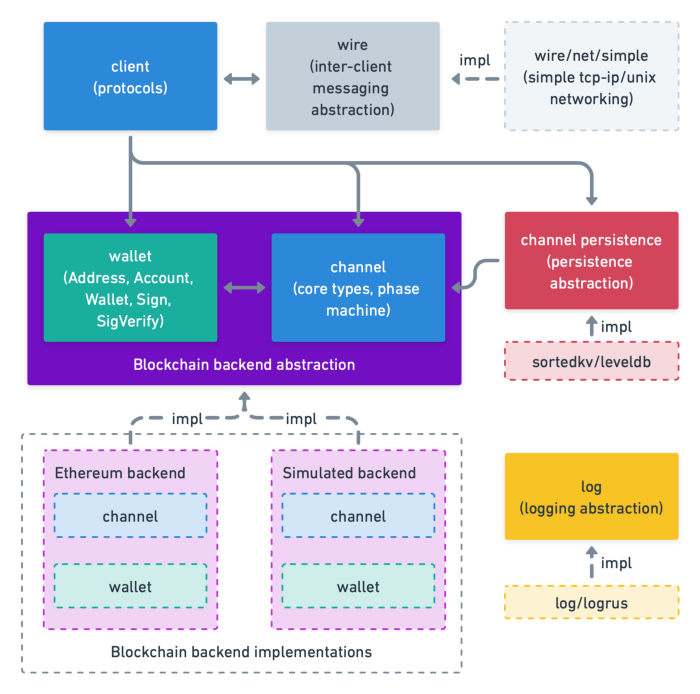 client
(protocols)
wire
(inter-client
messaging
abstraction)
impl
wire/net/simple
(simple tcp-ip/unix
networking)
wallet
(Address, Account,
Wallet, Sign,
SigVerify)
channel
(core types, phase
machine)
Blockchain backend abstraction
channel persistence
(persistence
abstraction)
impl
sortedkv/leveldb
impl
impl
Ethereum backend
channel
wallet
Simulated backend
channel
wallet
Blockchain backend implementations
log
(logging abstraction)
impl
log/logrus